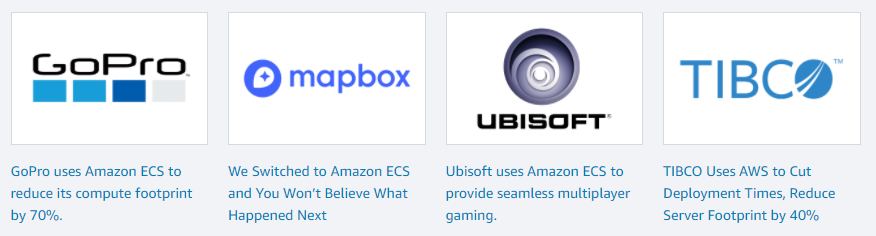 GoPro
™
mapbox
UBISOFT®
TIBCO™
GoPro uses Amazon ECS to
reduce its compute footprint
by 70%.
We Switched to Amazon ECS
and You Won’t Believe What
Happened Next
Ubisoft uses Amazon ECS to
provide seamless multiplayer
gaming.
TIBCO Uses AWS to Cut
Deployment Times, Reduce
Server Footprint by 40%